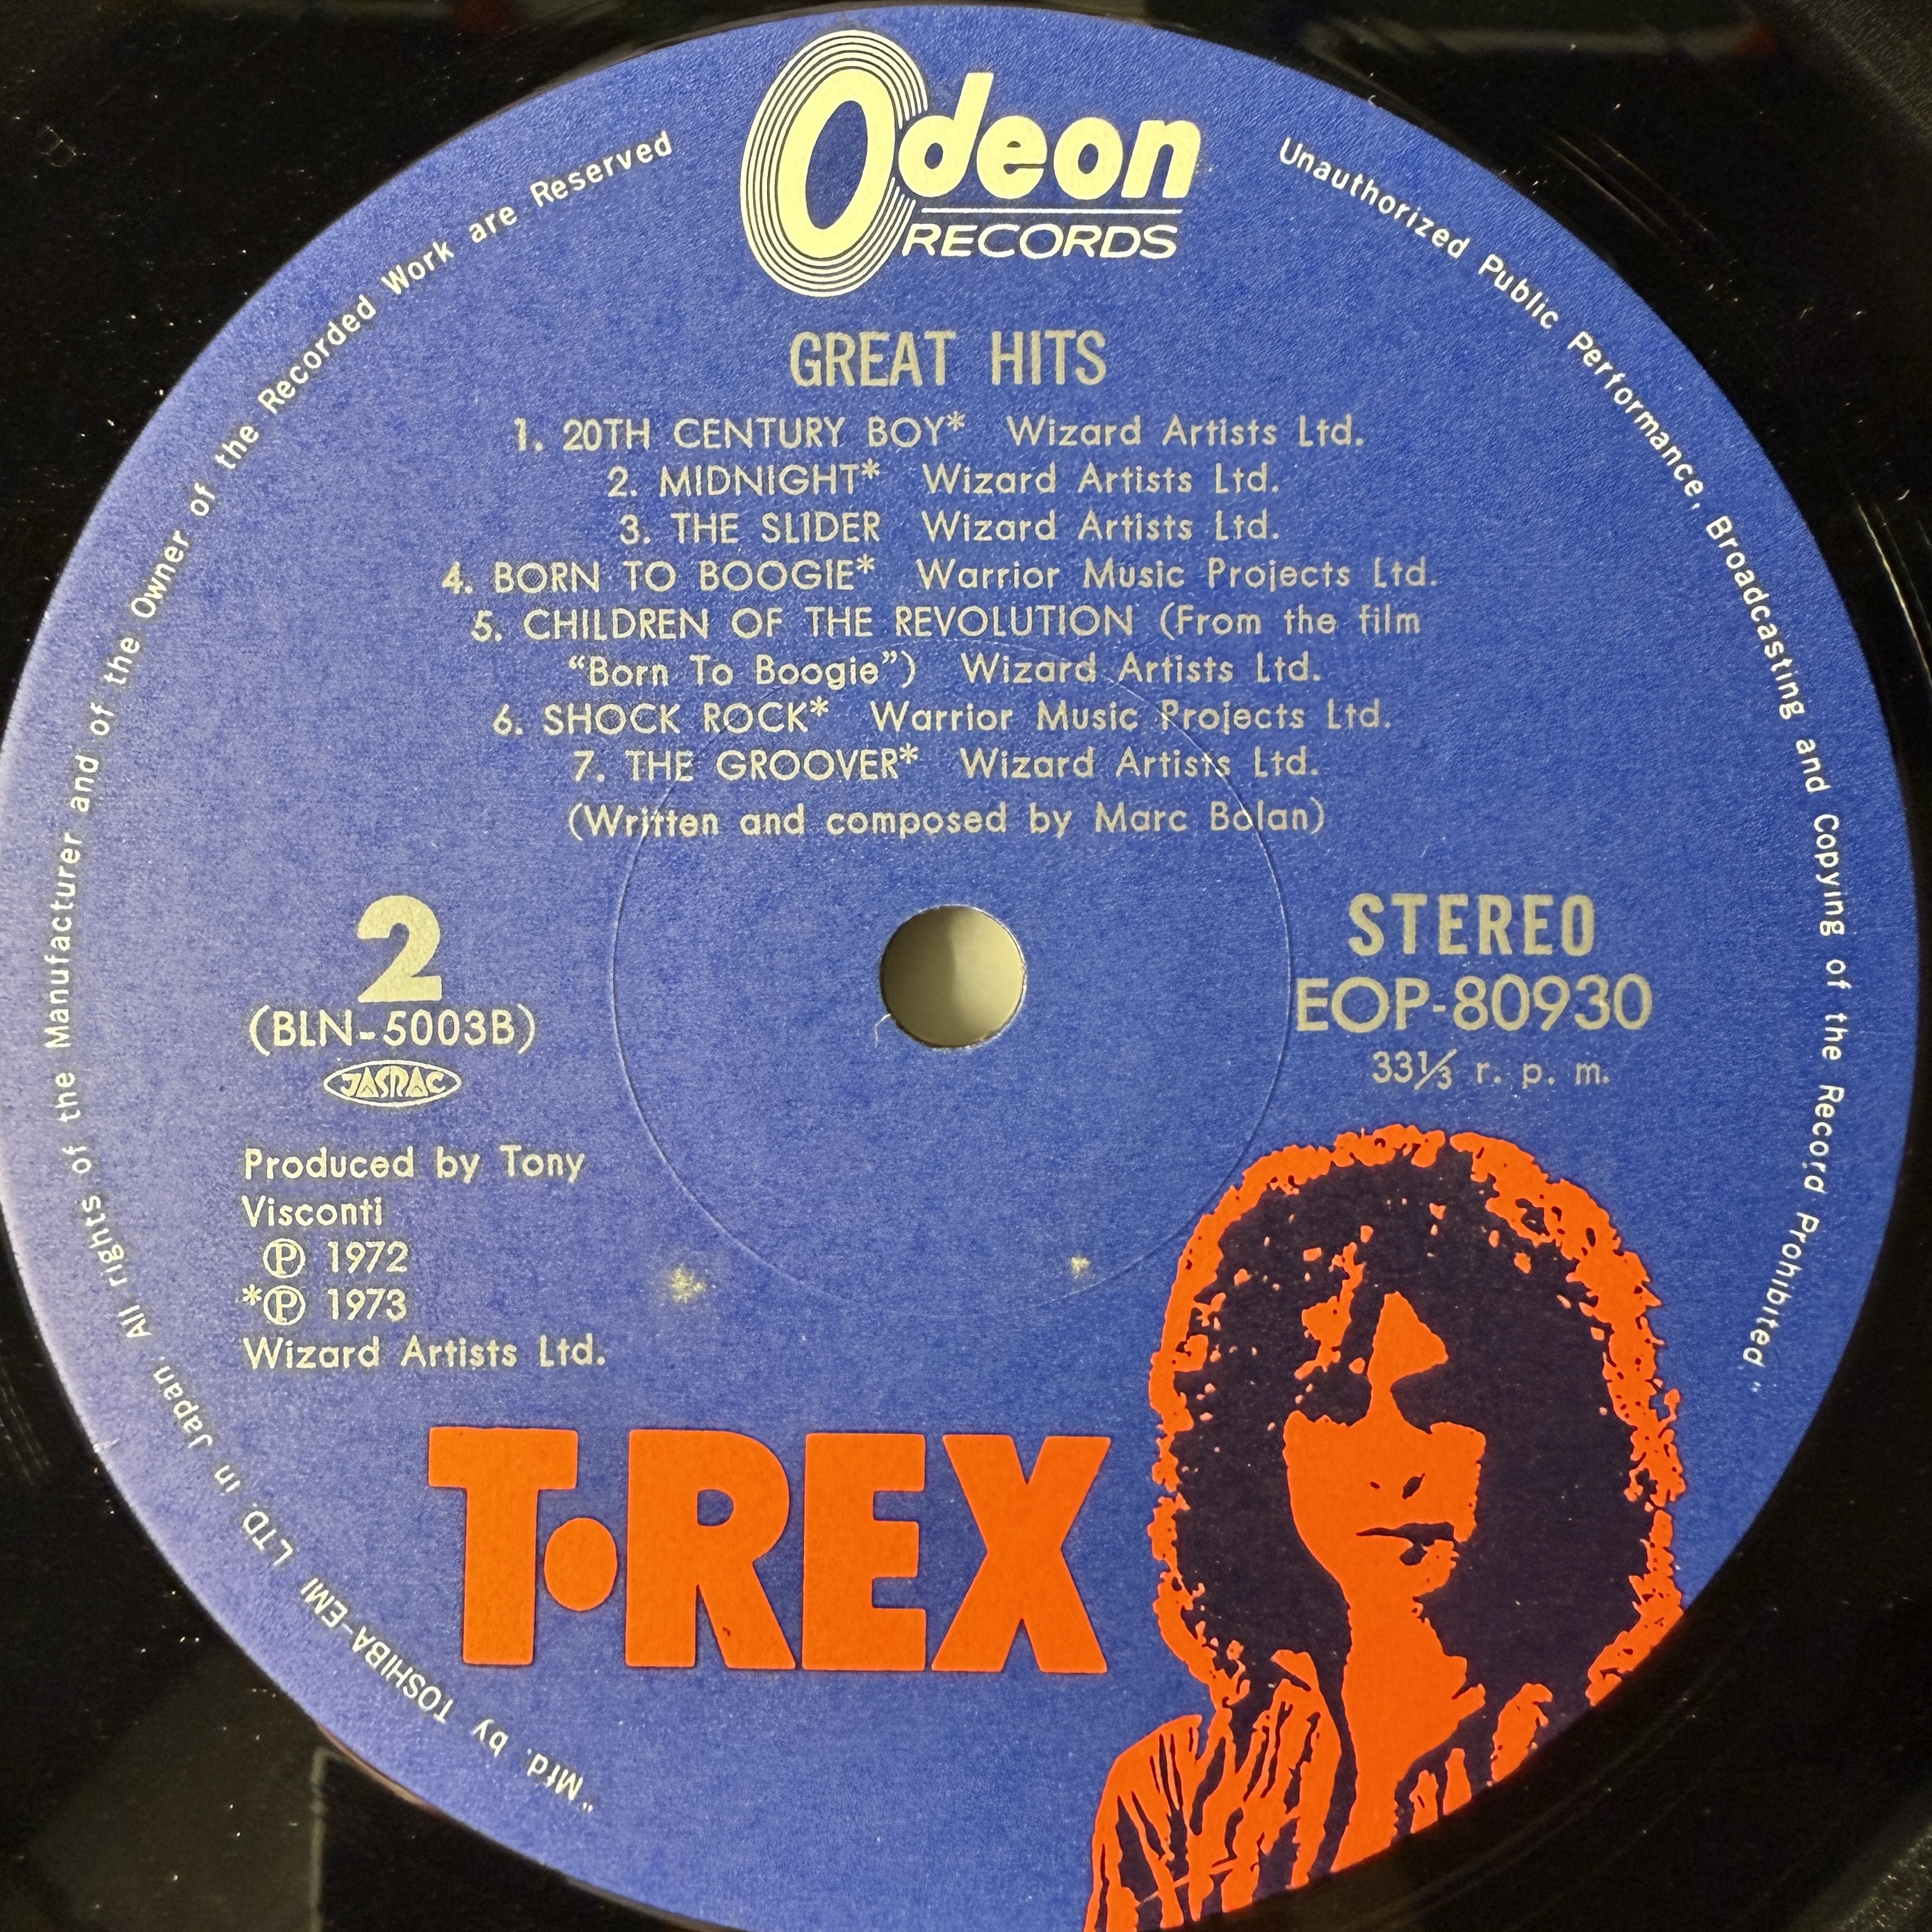 Odeon
RECORDS
GREAT HITS
1. 20TH CENTURY BOY* Wizard Artists Ltd.
2. MIDNIGHT* Wizard Artists Ltd.
3. THE SLIDER Wizard Artists Ltd.
4. BORN TO BOOGIE* Warrior Music Projects Ltd.
5. CHILDREN OF THE REVOLUTION (From the film
“Born To Boogie”) Wizard Artists Ltd.
6. SHOCK ROCK* Warrior Music Projects Ltd.
7. THE GROOVER* Wizard Artists Ltd.
(Written and composed by Marc Bolan)
2
(BLN-5003B)
JASRAC
STEREO
EOP-80930
33⅓ r. p. m.
Produced by Tony
Visconti
Ⓟ 1972
*Ⓟ 1973
Wizard Artists Ltd.
T•REX
"Mfd. by TOSHIBA-EMI LTD. in Japan. All rights of the Manufacturer and of the Owner of the Recorded Work are Reserved
Unauthorized Public Performance, Broadcasting and Copying of the Record Prohibited"